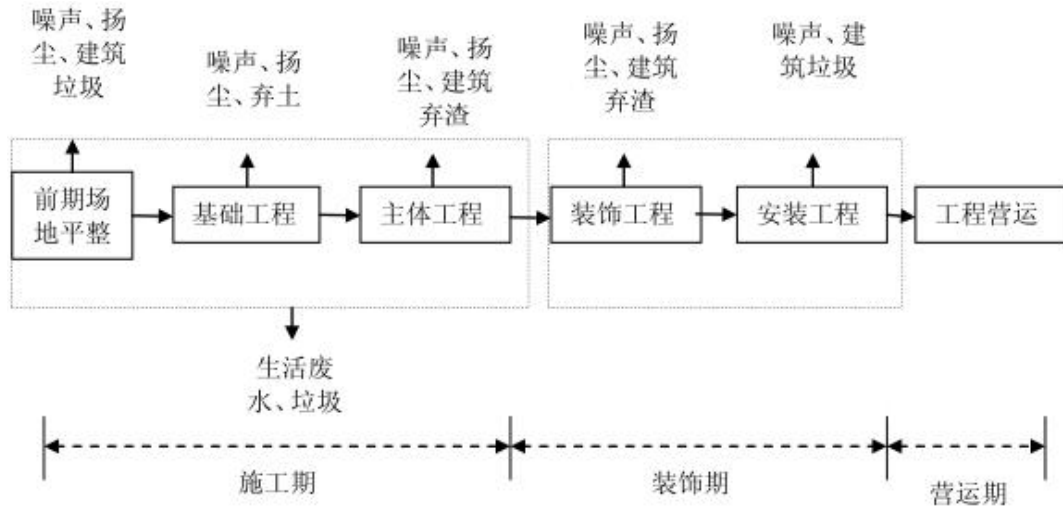 噪声、扬
尘、建筑
垃圾
噪声、扬
尘、弃土
噪声、扬
尘、建筑
弃渣
噪声、扬
尘、建筑
弃渣
噪声、建
筑垃圾
前期场
地平整
基础工程
主体工程
装饰工程
安装工程
工程营运
生活废
水、垃圾
施工期
装饰期
营运期